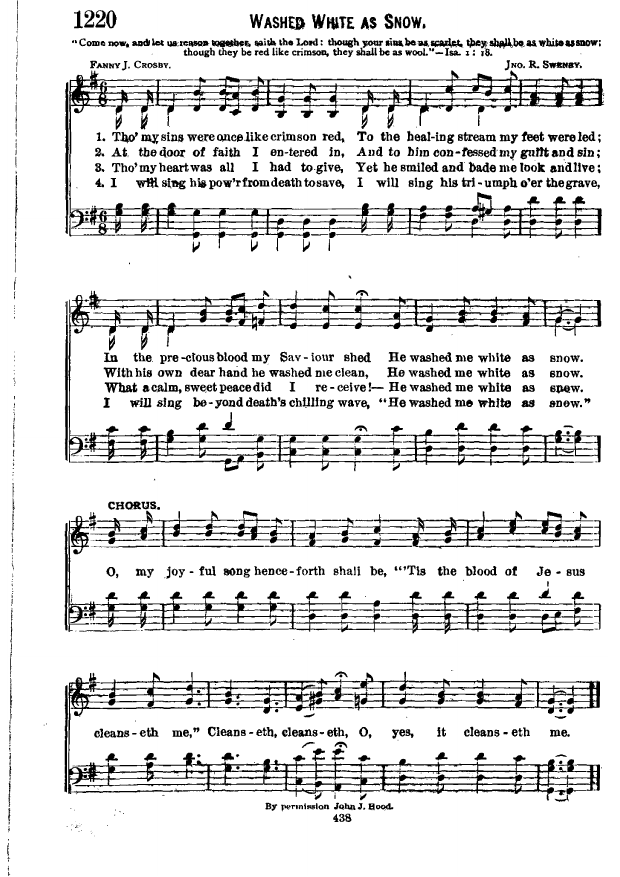 1220
WASHED WHITE AS SNOW.
"Come now, and let us reason together, saith the Lord: though your sins be as scarlet, they shall be as white as snow;
though they be red like crimson, they shall be as wool."—Isa. 1: 18.
FANNY J. CROSBY. JNO. R. SWENEY.
1. Tho' my sins were once like crimson red, To the heal-ing stream my feet were led;
2. At the door of faith I en-tered in, And to him con-fessed my guilt and sin;
3. Tho' my heart was all I had to give, Yet he smiled and bade me look and live;
4. I will sing his pow'r from death to save, I will sing his tri-umph o'er the grave,
In the pre-cious blood my Sav-iour shed He washed me white as snow.
With his own dear hand he washed me clean, He washed me white as snow.
What a calm, sweet peace did I re-ceive!— He washed me white as snow.
I will sing be-yond death's chilling wave, "He washed me white as snow."
CHORUS.
O, my joy-ful song hence-forth shall be, "'Tis the blood of Je-sus
cleans-eth me," Cleans-eth, cleans-eth, O, yes, it cleans-eth me.
By permission John J. Hood.
438